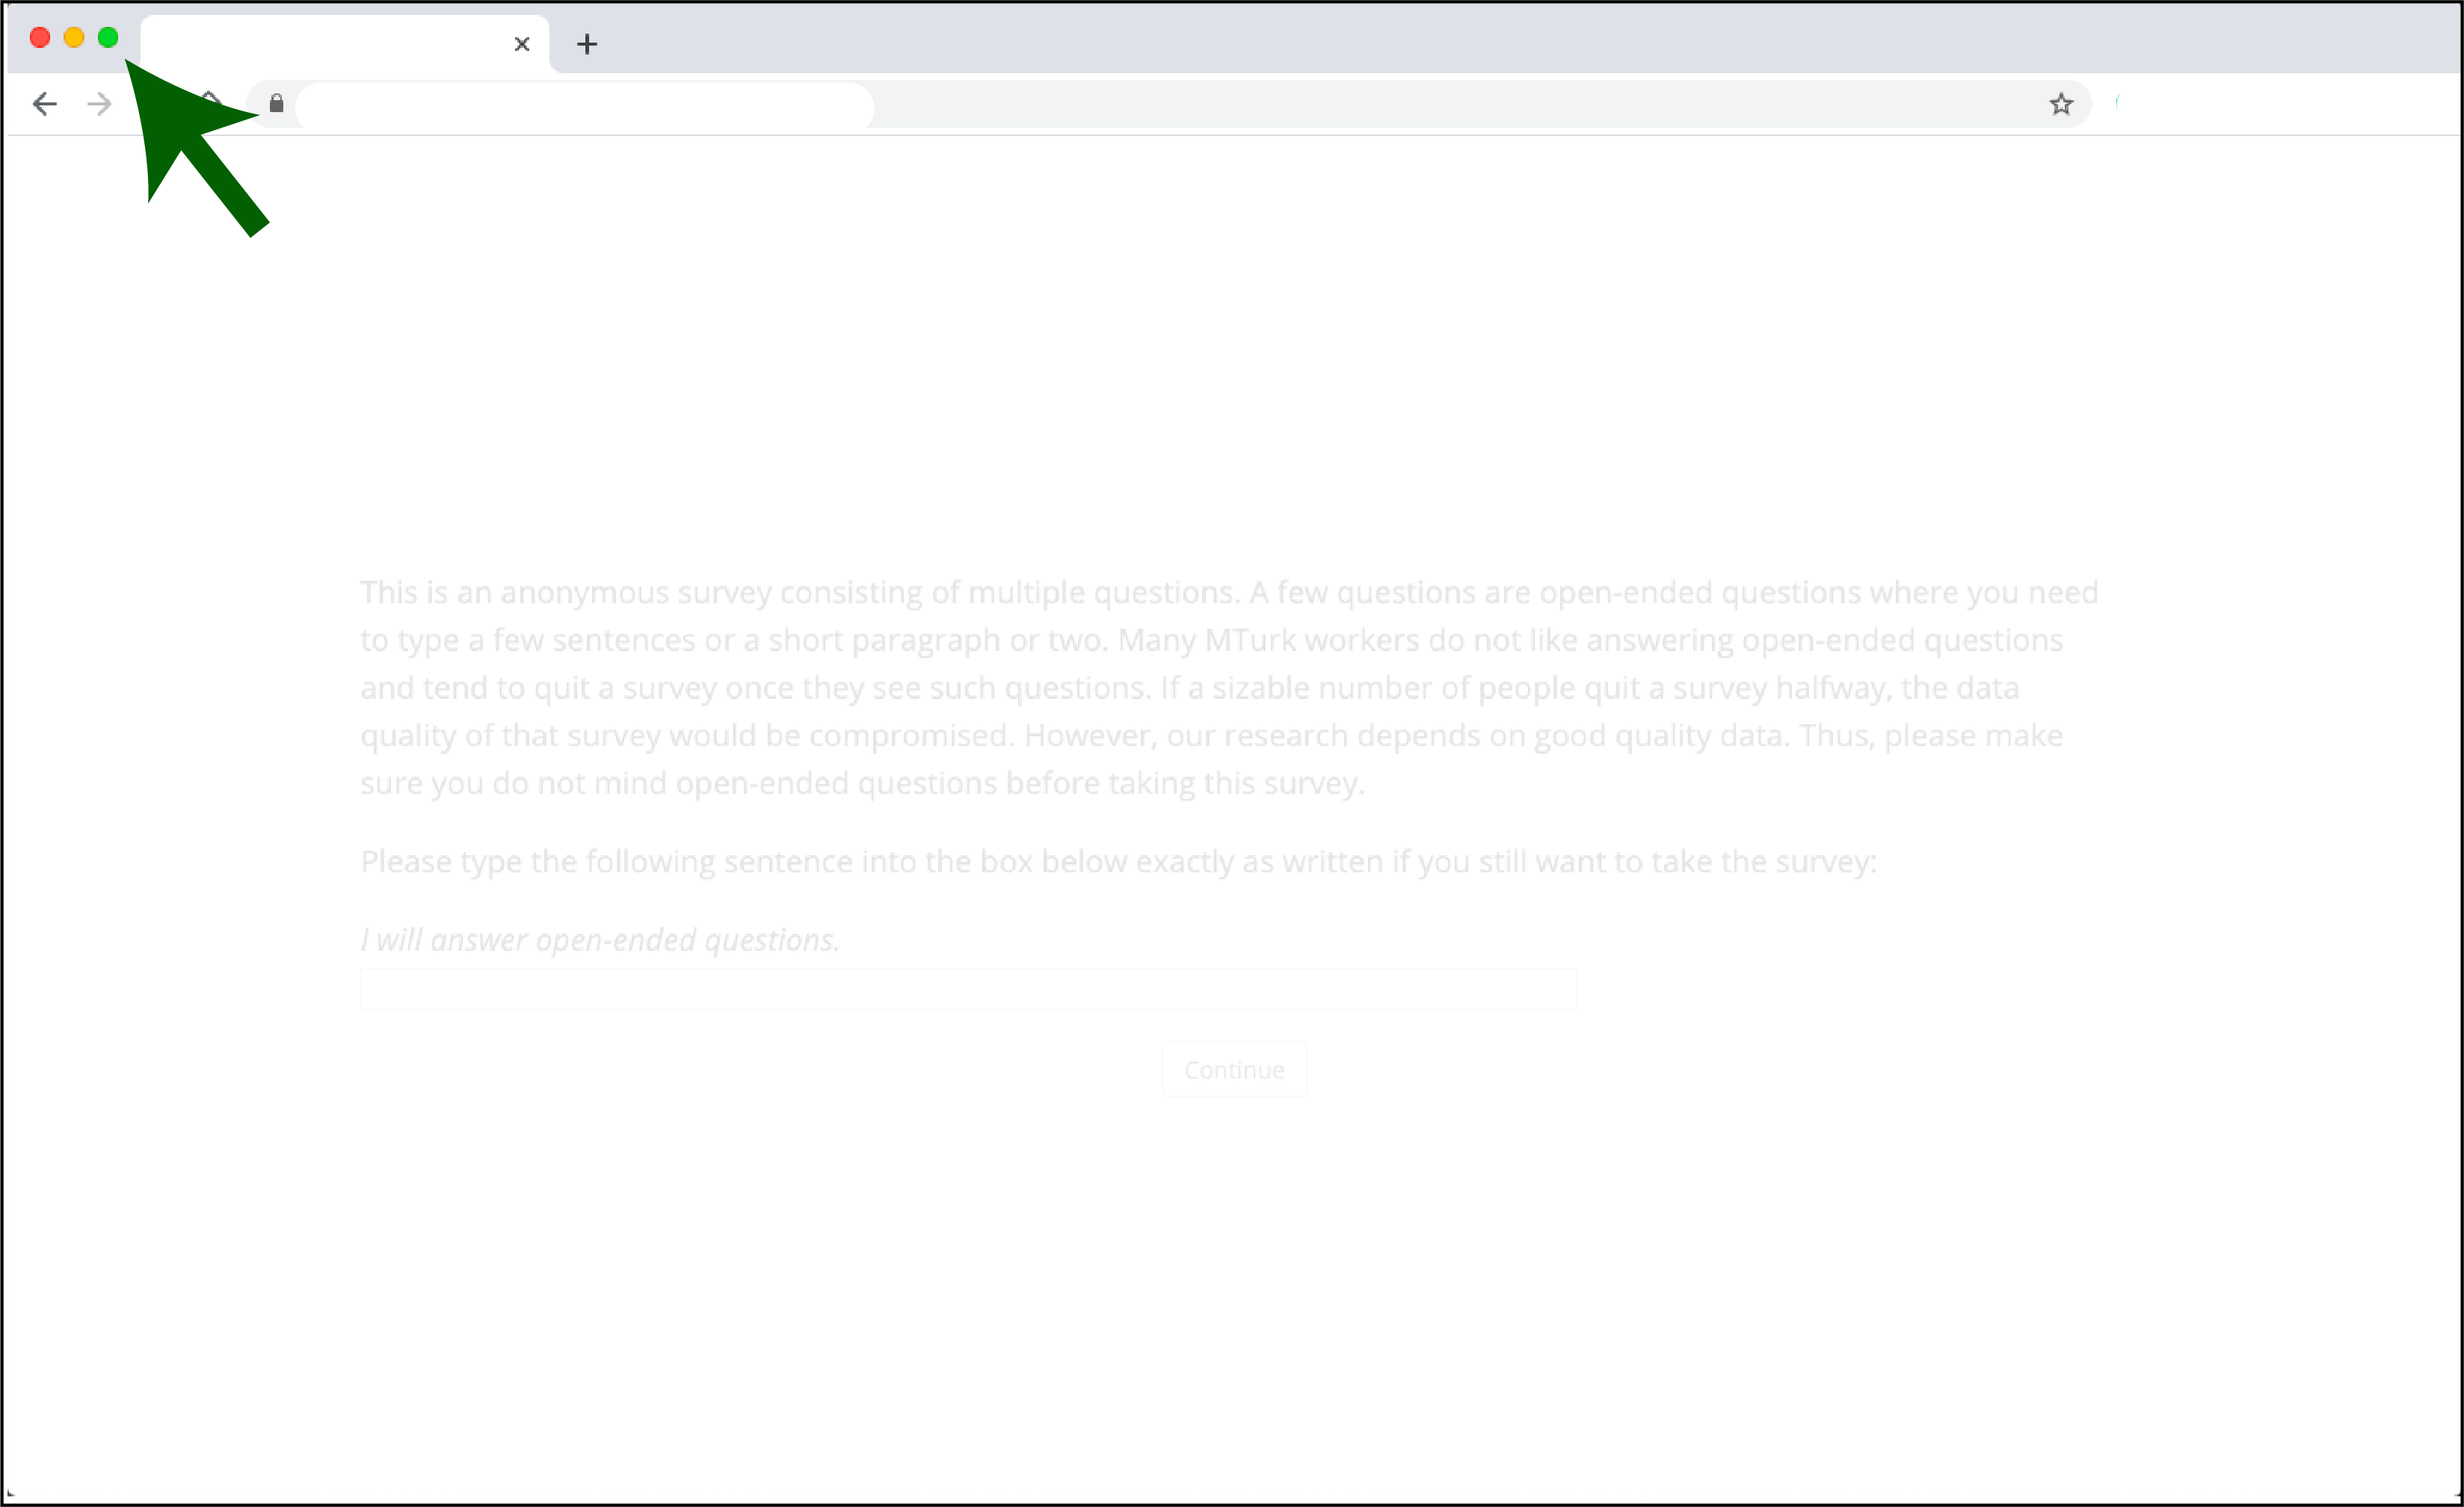 This is an anonymous survey consisting of multiple questions. A few questions are open-ended questions where you need
to type a few sentences or a short paragraph or two. Many MTurk workers do not like answering open-ended questions
and tend to quit a survey once they see such questions. If a sizable number of people quit a survey halfway, the data
quality of that survey would be compromised. However, our research depends on good quality data. Thus, please make
sure you do not mind open-ended questions before taking this survey.
Please type the following sentence into the box below exactly as written if you still want to take the survey:
I will answer open-ended questions.
Continue